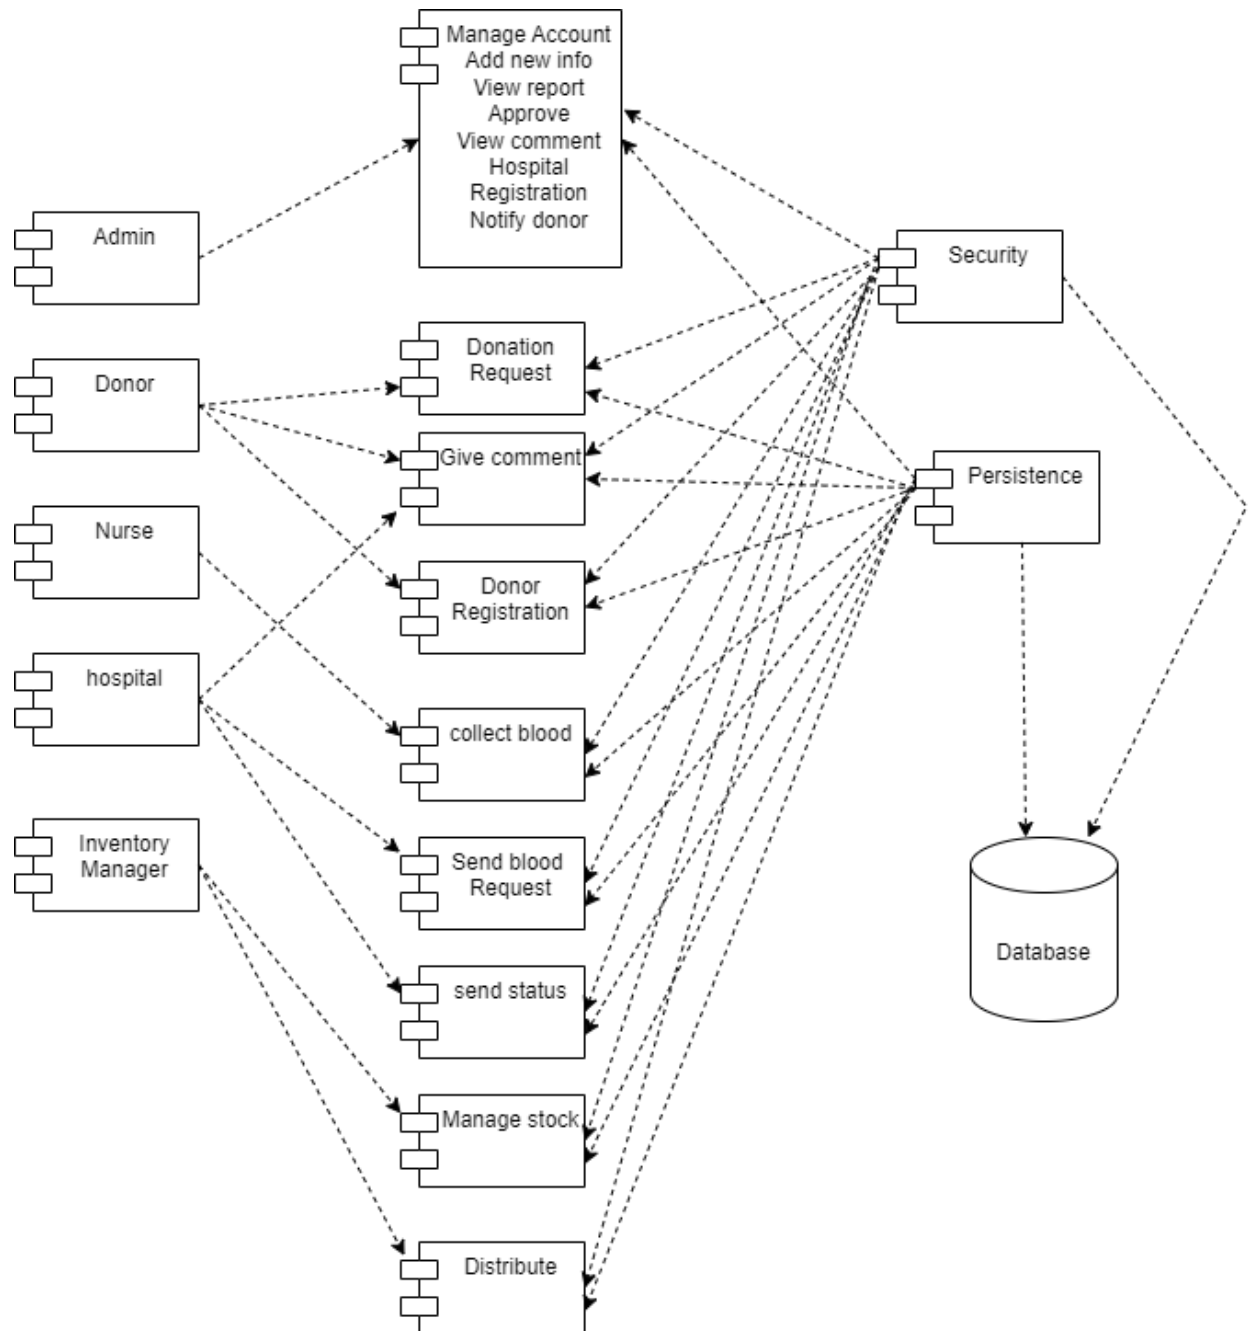 Manage Account
Add new info
View report
Approve
View comment
Hospital
Registration
Notify donor
Admin
Security
Donor
Donation
Request
Give comment
Persistence
Nurse
Donor
Registration
hospital
collect blood
Inventory
Manager
Send blood
Request
send status
Database
Manage stock
Distribute